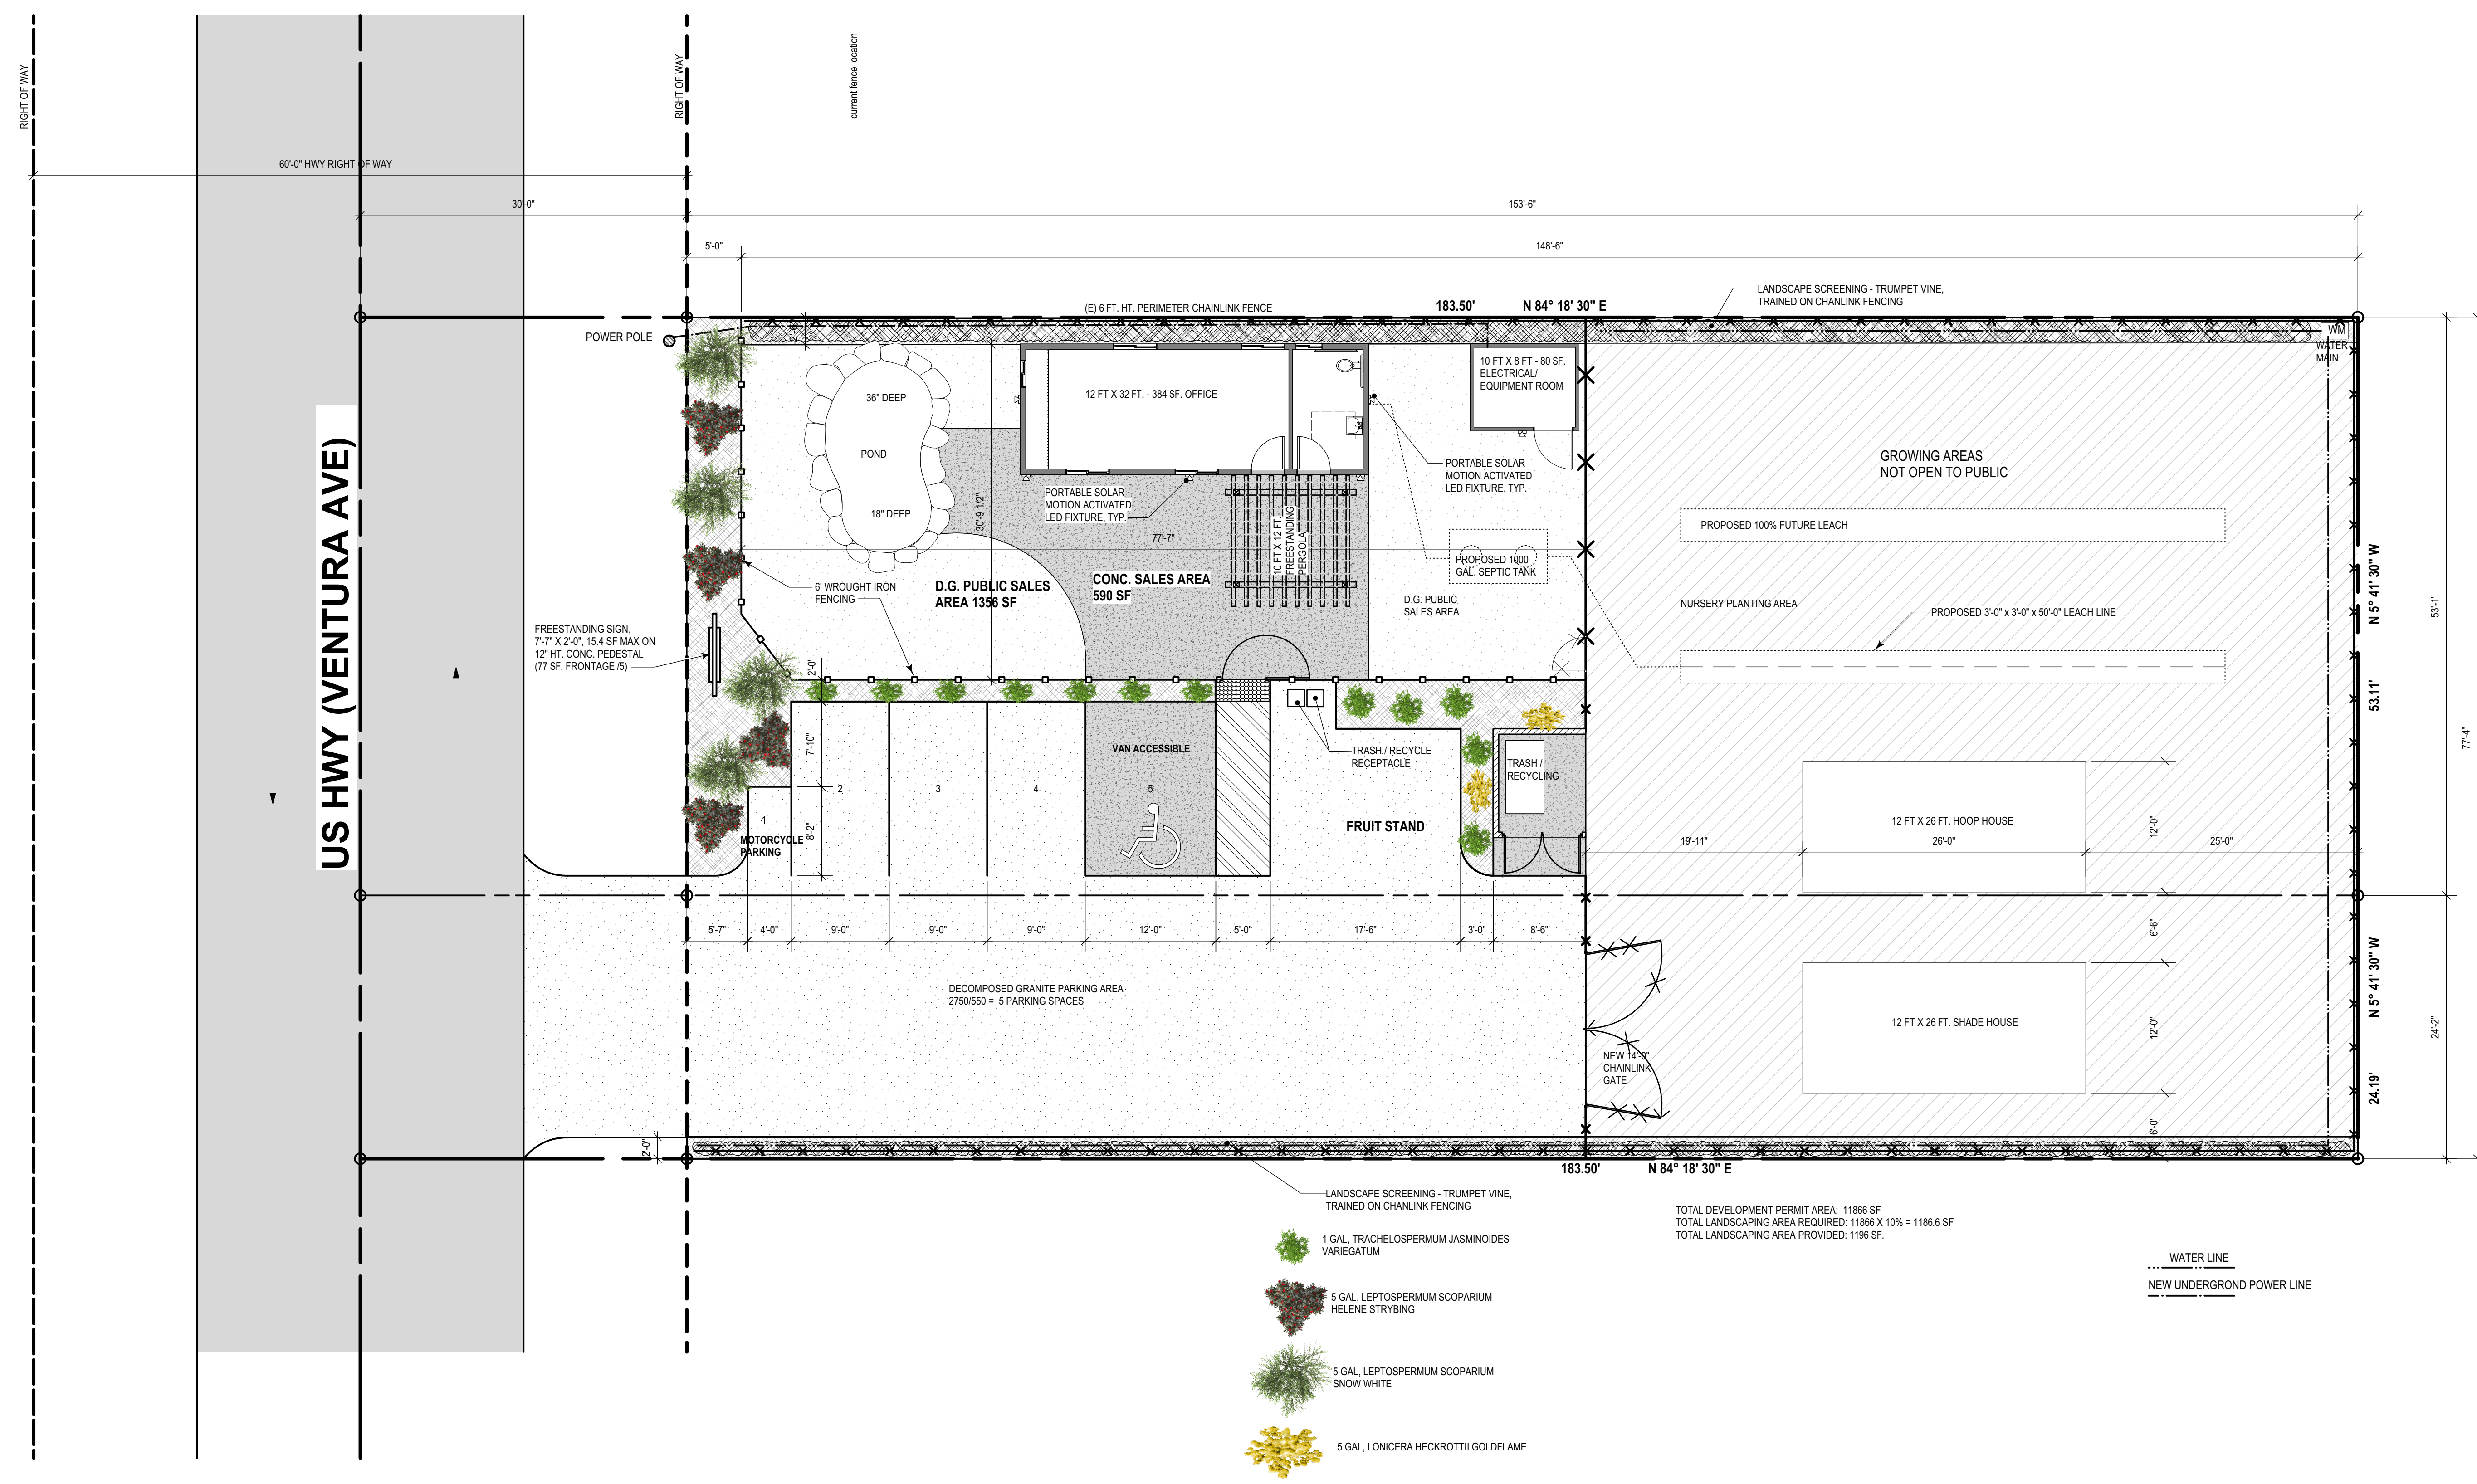 RIGHT OF WAY
RIGHT OF WAY
current fence location
60'-0" HWY RIGHT OF WAY
30'-0"
153'-6"
5'-0"
148'-6"
LANDSCAPE SCREENING - TRUMPET VINE,
TRAINED ON CHANLINK FENCING
(E) 6 FT. HT. PERIMETER CHAINLINK FENCE
183.50'
N 84° 18' 30" E
POWER POLE
2'-6"
WM
WATER
MAIN
36" DEEP
POND
18" DEEP
12 FT X 32 FT. - 384 SF. OFFICE
10 FT X 8 FT - 80 SF.
ELECTRICAL/
EQUIPMENT ROOM
US HWY (VENTURA AVE)
GROWING AREAS
NOT OPEN TO PUBLIC
PORTABLE SOLAR
MOTION ACTIVATED
LED FIXTURE, TYP.
PORTABLE SOLAR
MOTION ACTIVATED
LED FIXTURE, TYP.
30'-9 1/2"
77'-7"
10 FT X 12 FT.
FREESTANDING
PERGOLA
PROPOSED 100% FUTURE LEACH
PROPOSED 1000
GAL. SEPTIC TANK
6' WROUGHT IRON
FENCING
D.G. PUBLIC SALES
AREA 1356 SF
CONC. SALES AREA
590 SF
D.G. PUBLIC
SALES AREA
NURSERY PLANTING AREA
PROPOSED 3'-0" x 3'-0" x 50'-0" LEACH LINE
N 5° 41' 30" W
53.11'
53'-1"
77'-4"
FREESTANDING SIGN,
7'-7" X 2'-0", 15.4 SF MAX ON
12" HT. CONC. PEDESTAL
(77 SF. FRONTAGE /5)
2'-0"
7'-10"
8'-2"
VAN ACCESSIBLE
TRASH / RECYCLE
RECEPTACLE
TRASH /
RECYCLING
1
MOTORCYCLE
PARKING
2
3
4
5
FRUIT STAND
12 FT X 26 FT. HOOP HOUSE
12'-0"
19'-11"
26'-0"
25'-0"
5'-7"
4'-0"
9'-0"
9'-0"
9'-0"
12'-0"
5'-0"
17'-6"
3'-0"
8'-6"
6'-6"
DECOMPOSED GRANITE PARKING AREA
2750/550 = 5 PARKING SPACES
12 FT X 26 FT. SHADE HOUSE
12'-0"
N 5° 41' 30" W
24.19'
24'-2"
NEW 14'-0"
CHAINLINK
GATE
6'-0"
2'-0"
183.50'
N 84° 18' 30" E
LANDSCAPE SCREENING - TRUMPET VINE,
TRAINED ON CHANLINK FENCING
TOTAL DEVELOPMENT PERMIT AREA: 11866 SF
TOTAL LANDSCAPING AREA REQUIRED: 11866 X 10% = 1186.6 SF
TOTAL LANDSCAPING AREA PROVIDED: 1196 SF.
1 GAL, TRACHELOSPERMUM JASMINOIDES
VARIEGATUM
WATER LINE
NEW UNDERGROND POWER LINE
5 GAL, LEPTOSPERMUM SCOPARIUM
HELENE STRYBING
5 GAL, LEPTOSPERMUM SCOPARIUM
SNOW WHITE
5 GAL, LONICERA HECKROTTII GOLDFLAME